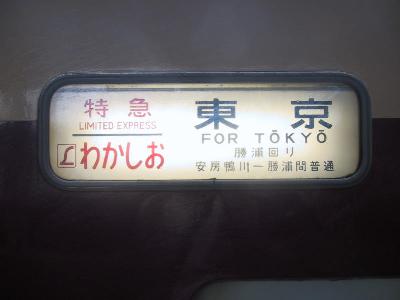 特急
LIMITED EXPRESS
わかしお
東京
FOR TŌKYŌ
勝浦回り
安房鴨川ー勝浦間普通